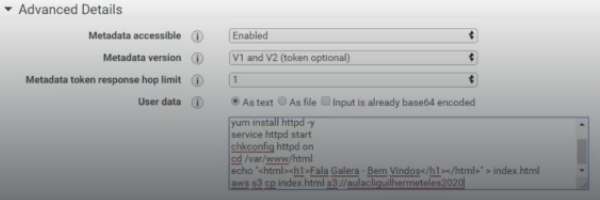 Advanced Details
Metadata accessible Enabled
Metadata version V1 and V2 (token optional)
Metadata token response hop limit 1
User data As text As file Input is already base64 encoded
yum install httpd -y
service httpd start
chkconfig httpd on
cd /var/www/html
echo "<html><h1>Fala Galera - Bem Vindos</h1></html>" > index.html
aws s3 cp index.html s3://aulacliguilhermeteles2020